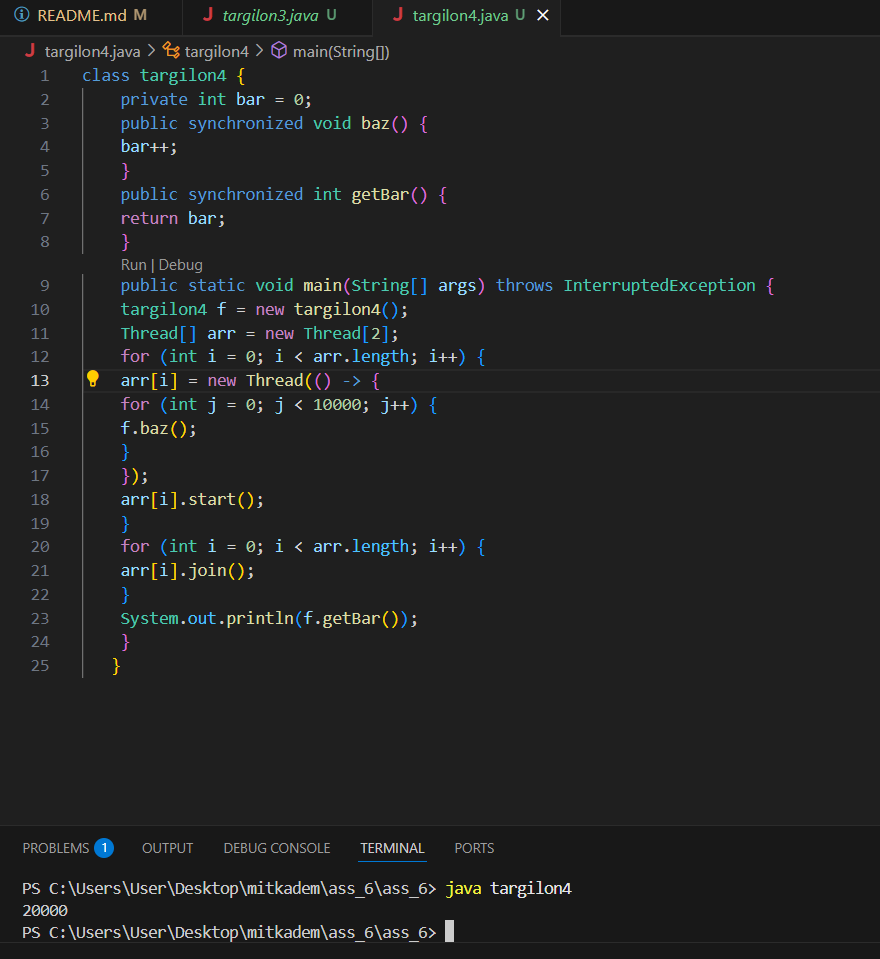 README.md M targilon3.java U targilon4.java U
targilon4.java > targilon4 > main(String[])
1 class targilon4 {
2 private int bar = 0;
3 public synchronized void baz() {
4 bar++;
5 }
6 public synchronized int getBar() {
7 return bar;
8 }
Run | Debug
9 public static void main(String[] args) throws InterruptedException {
10 targilon4 f = new targilon4();
11 Thread[] arr = new Thread[2];
12 for (int i = 0; i < arr.length; i++) {
13 arr[i] = new Thread(() -> {
14 for (int j = 0; j < 10000; j++) {
15 f.baz();
16 }
17 });
18 arr[i].start();
19 }
20 for (int i = 0; i < arr.length; i++) {
21 arr[i].join();
22 }
23 System.out.println(f.getBar());
24 }
25 }
PROBLEMS 1 OUTPUT DEBUG CONSOLE TERMINAL PORTS
PS C:\Users\User\Desktop\mitkadem\ass_6\ass_6> java targilon4
20000
PS C:\Users\User\Desktop\mitkadem\ass_6\ass_6>